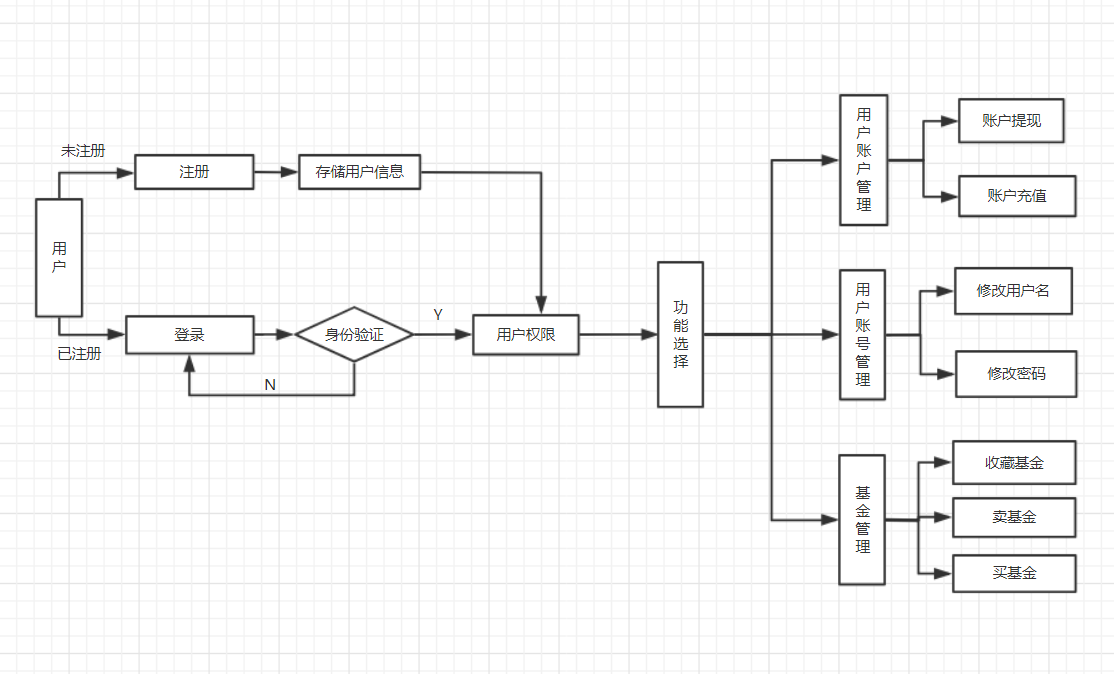 未注册
注册
存储用户信息
用户
已注册
登录
身份验证
Y
N
用户权限
功能选择
用户账户管理
账户提现
账户充值
用户账号管理
修改用户名
修改密码
基金管理
收藏基金
卖基金
买基金